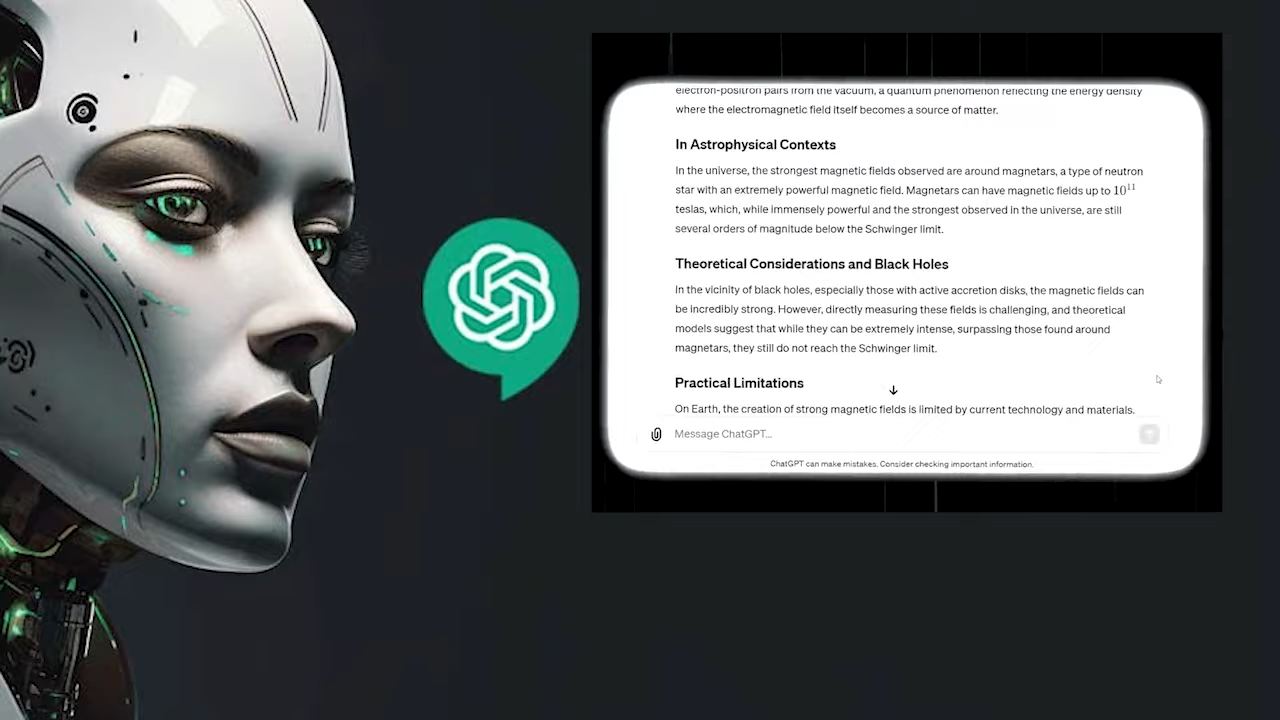 electron-positron pairs from the vacuum, a quantum phenomenon reflecting the energy density
where the electromagnetic field itself becomes a source of matter.
In Astrophysical Contexts
In the universe, the strongest magnetic fields observed are around magnetars, a type of neutron
star with an extremely powerful magnetic field. Magnetars can have magnetic fields up to 10¹¹
teslas, which, while immensely powerful and the strongest observed in the universe, are still
several orders of magnitude below the Schwinger limit.
Theoretical Considerations and Black Holes
In the vicinity of black holes, especially those with active accretion disks, the magnetic fields can
be incredibly strong. However, directly measuring these fields is challenging, and theoretical
models suggest that while they can be extremely intense, surpassing those found around
magnetars, they still do not reach the Schwinger limit.
Practical Limitations
On Earth, the creation of strong magnetic fields is limited by current technology and materials.
Message ChatGPT...
ChatGPT can make mistakes. Consider checking important information.